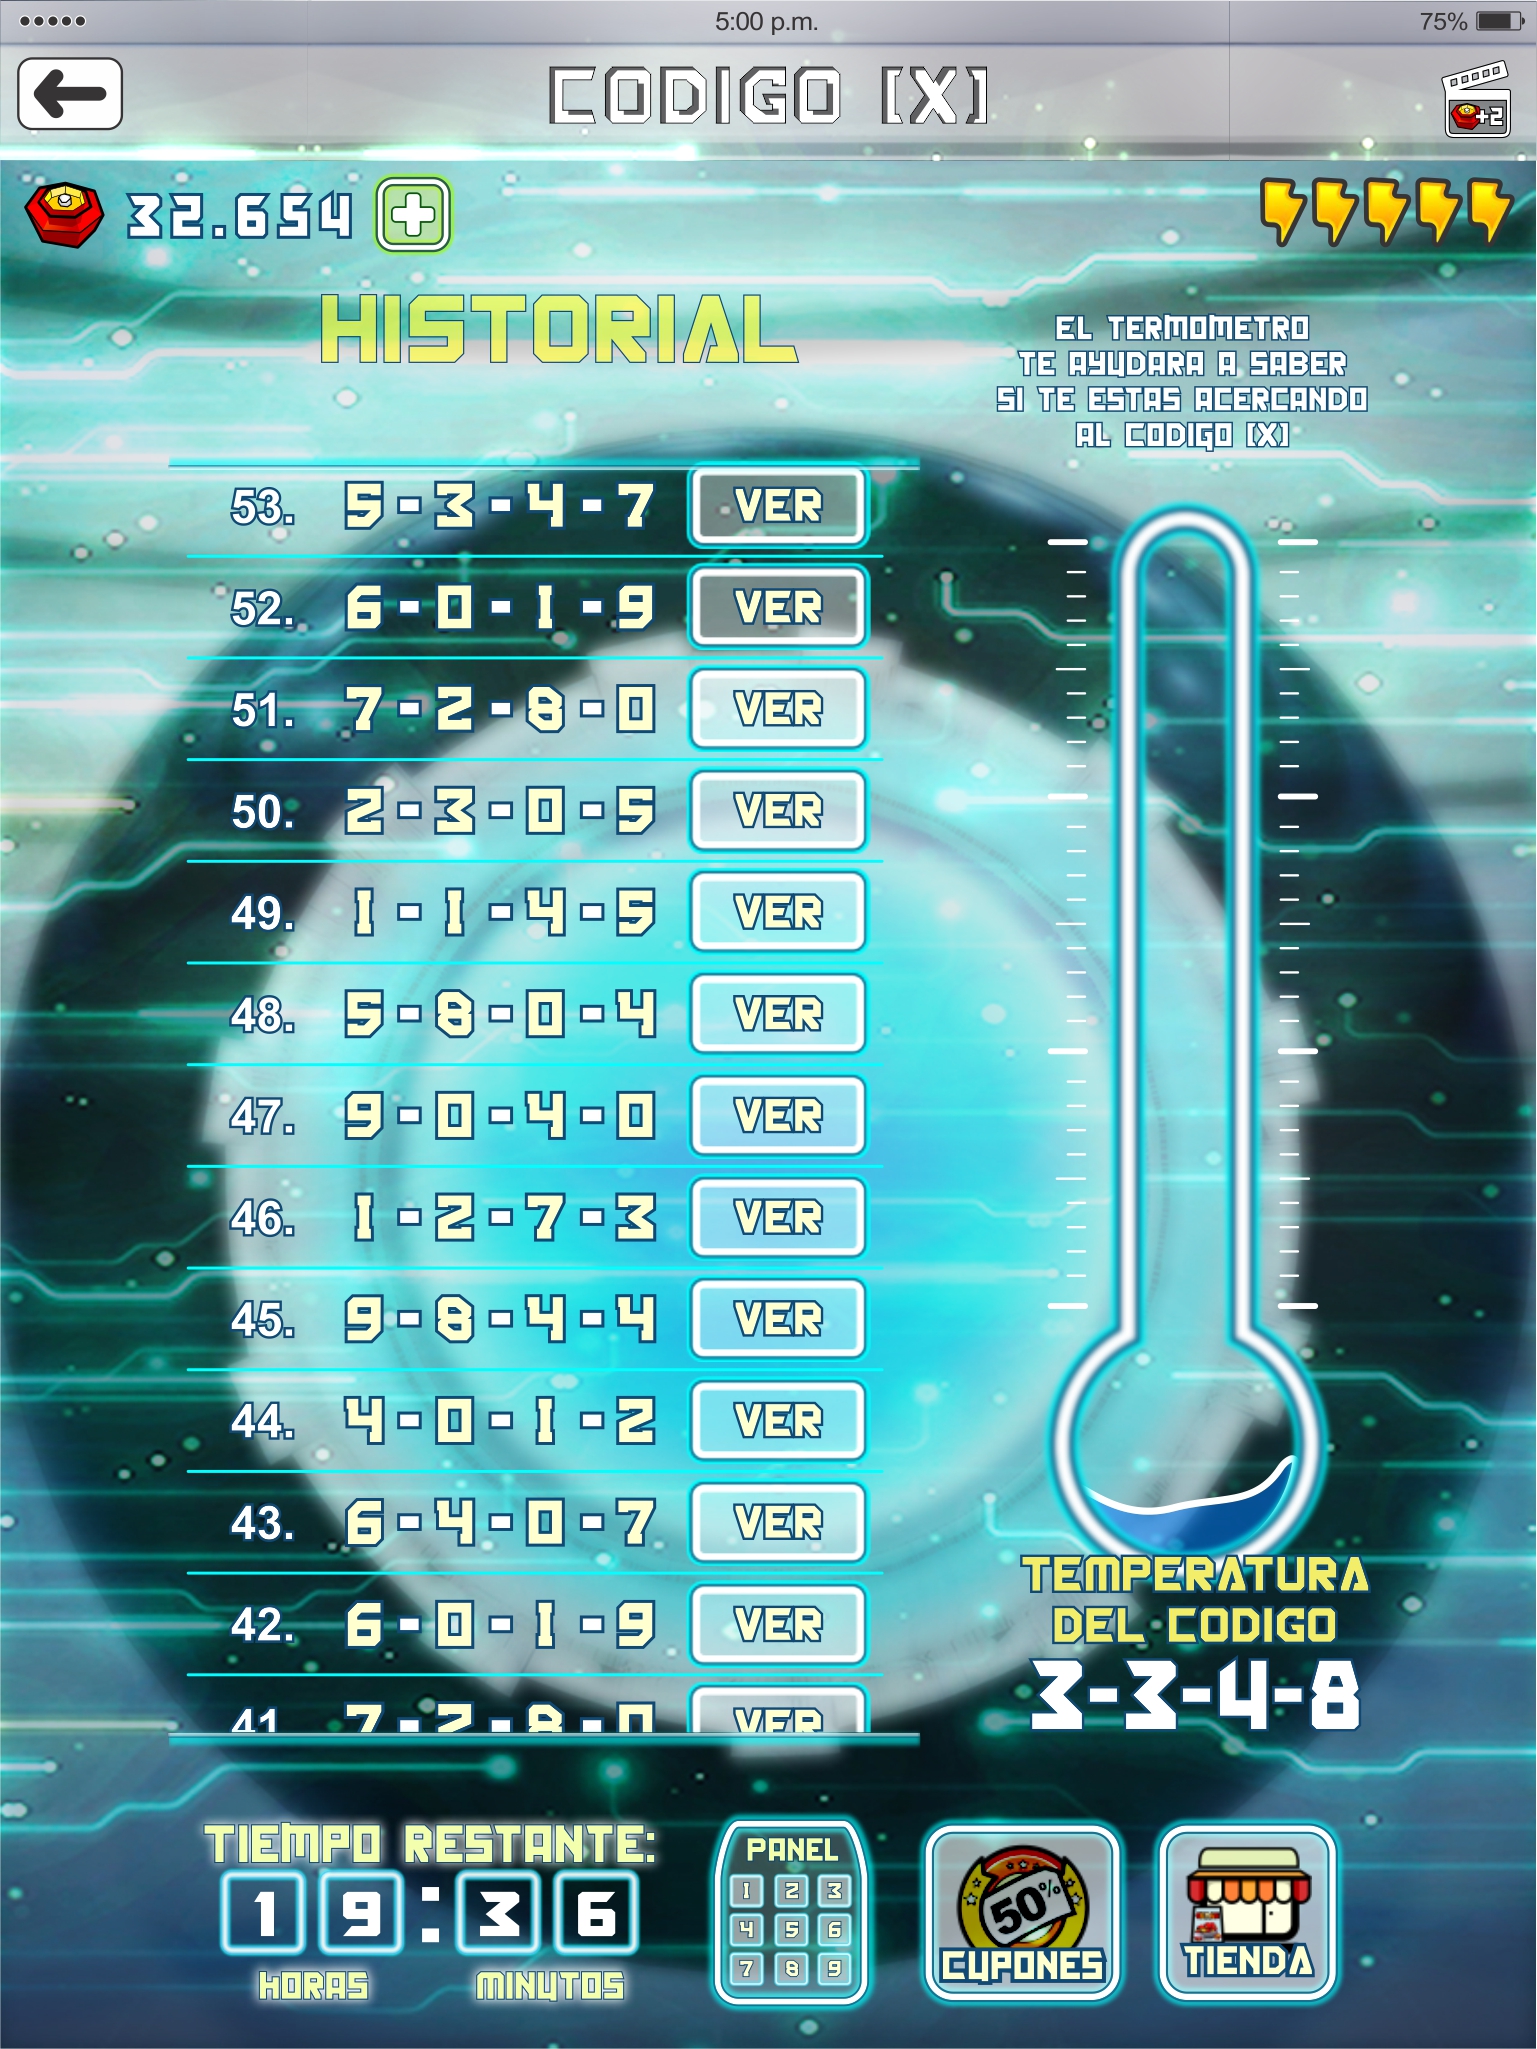 5:00 p.m.
75%
CODIGO [X]
+2
32.654
HISTORIAL
EL TERMOMETRO
TE AYUDARA A SABER
SI TE ESTAS ACERCANDO
AL CODIGO [X]
53. 5-3-4-7 VER
52. 6-0-1-9 VER
51. 7-2-8-0 VER
50. 2-3-0-5 VER
49. 1-1-4-5 VER
48. 5-8-0-4 VER
47. 9-0-4-0 VER
46. 1-2-7-3 VER
45. 9-8-4-4 VER
44. 4-0-1-2 VER
43. 6-4-0-7 VER
42. 6-0-1-9 VER
41. 7-2-8-0 VER
TEMPERATURA
DEL CODIGO
3-3-4-8
TIEMPO RESTANTE:
19:36
HORAS MINUTOS
PANEL
1 2 3
4 5 6
7 8 9
50%
CUPONES
TIENDA